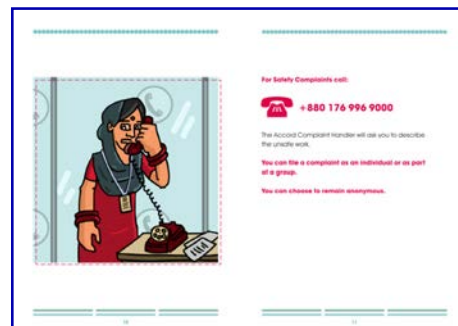 For Safety Complaints call:
+880 176 996 9000
The Accord Complaint Handler will ask you to describe
the unsafe work.
You can file a complaint as an individual or as part
of a group.
You can choose to remain anonymous.